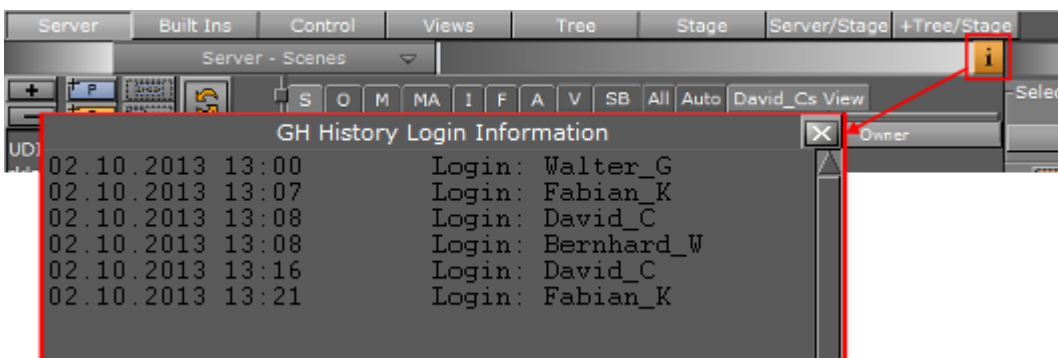 Server Built Ins Control Views Tree Stage Server/Stage +Tree/Stage
Server - Scenes i
+ P S O M MA I F A V SB All Auto David_Cs View Selec
Owner
GH History Login Information
UDI
02.10.2013 13:00 Login: Walter_G
02.10.2013 13:07 Login: Fabian_K
02.10.2013 13:08 Login: David_C
02.10.2013 13:08 Login: Bernhard_W
02.10.2013 13:16 Login: David_C
02.10.2013 13:21 Login: Fabian_K